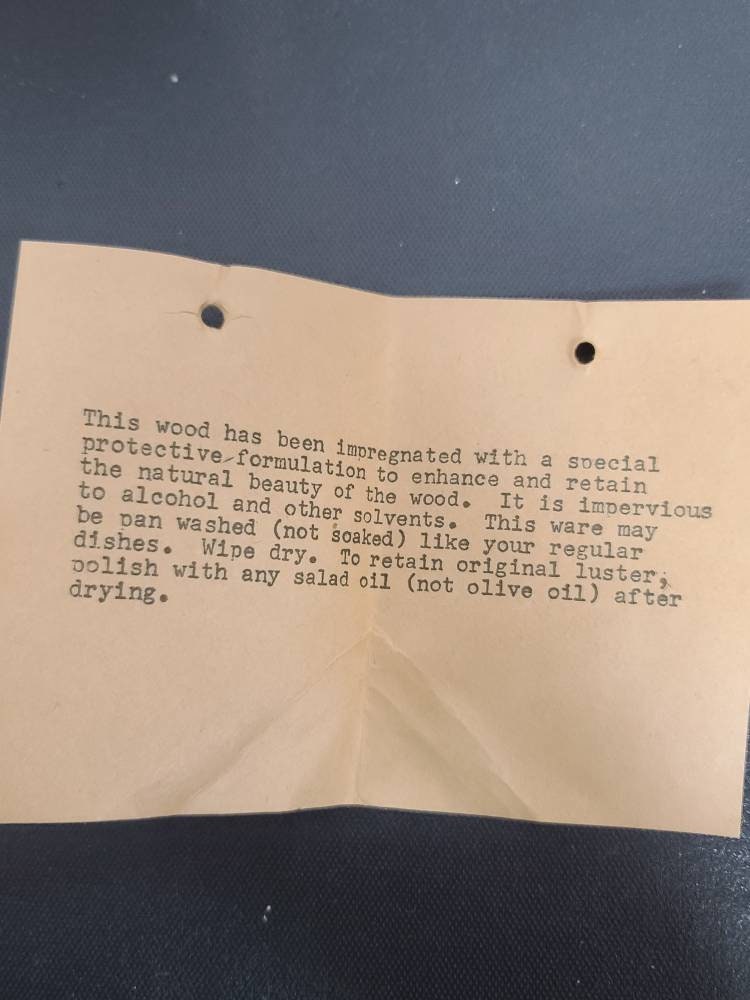 This wood has been impregnated with a special
protective formulation to enhance and retain
the natural beauty of the wood. It is impervious
to alcohol and other solvents. This ware may
be pan washed (not soaked) like your regular
dishes. Wipe dry. To retain original luster,
polish with any salad oil (not olive oil) after
drying.